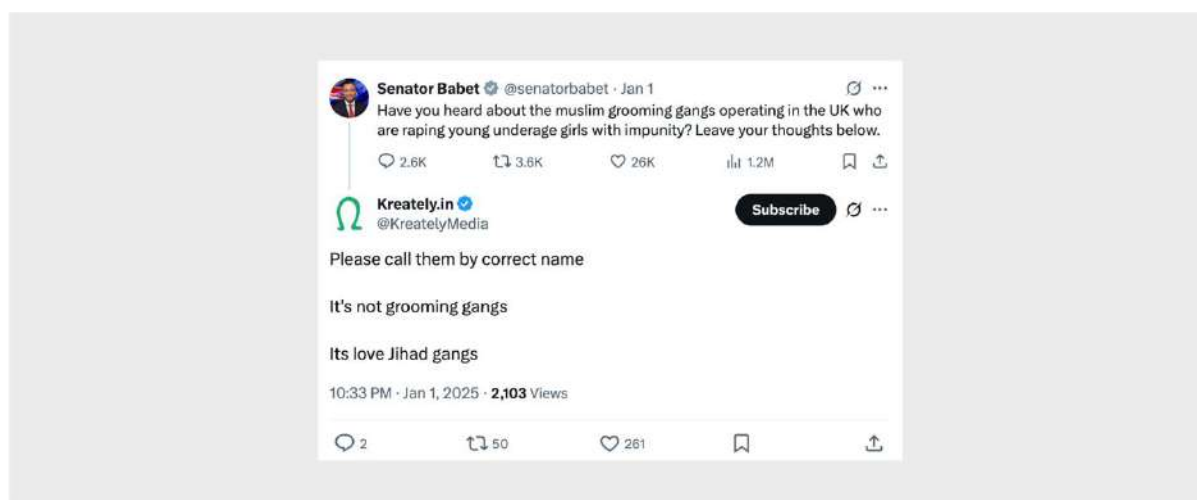 Senator Babet @senatorbabet · Jan 1
Have you heard about the muslim grooming gangs operating in the UK who
are raping young underage girls with impunity? Leave your thoughts below.
2.6K 3.6K 26K 1.2M
Kreately.in
@KreatelyMedia
Subscribe
Please call them by correct name
It's not grooming gangs
Its love Jihad gangs
10:33 PM · Jan 1, 2025 · 2,103 Views
2 50 261